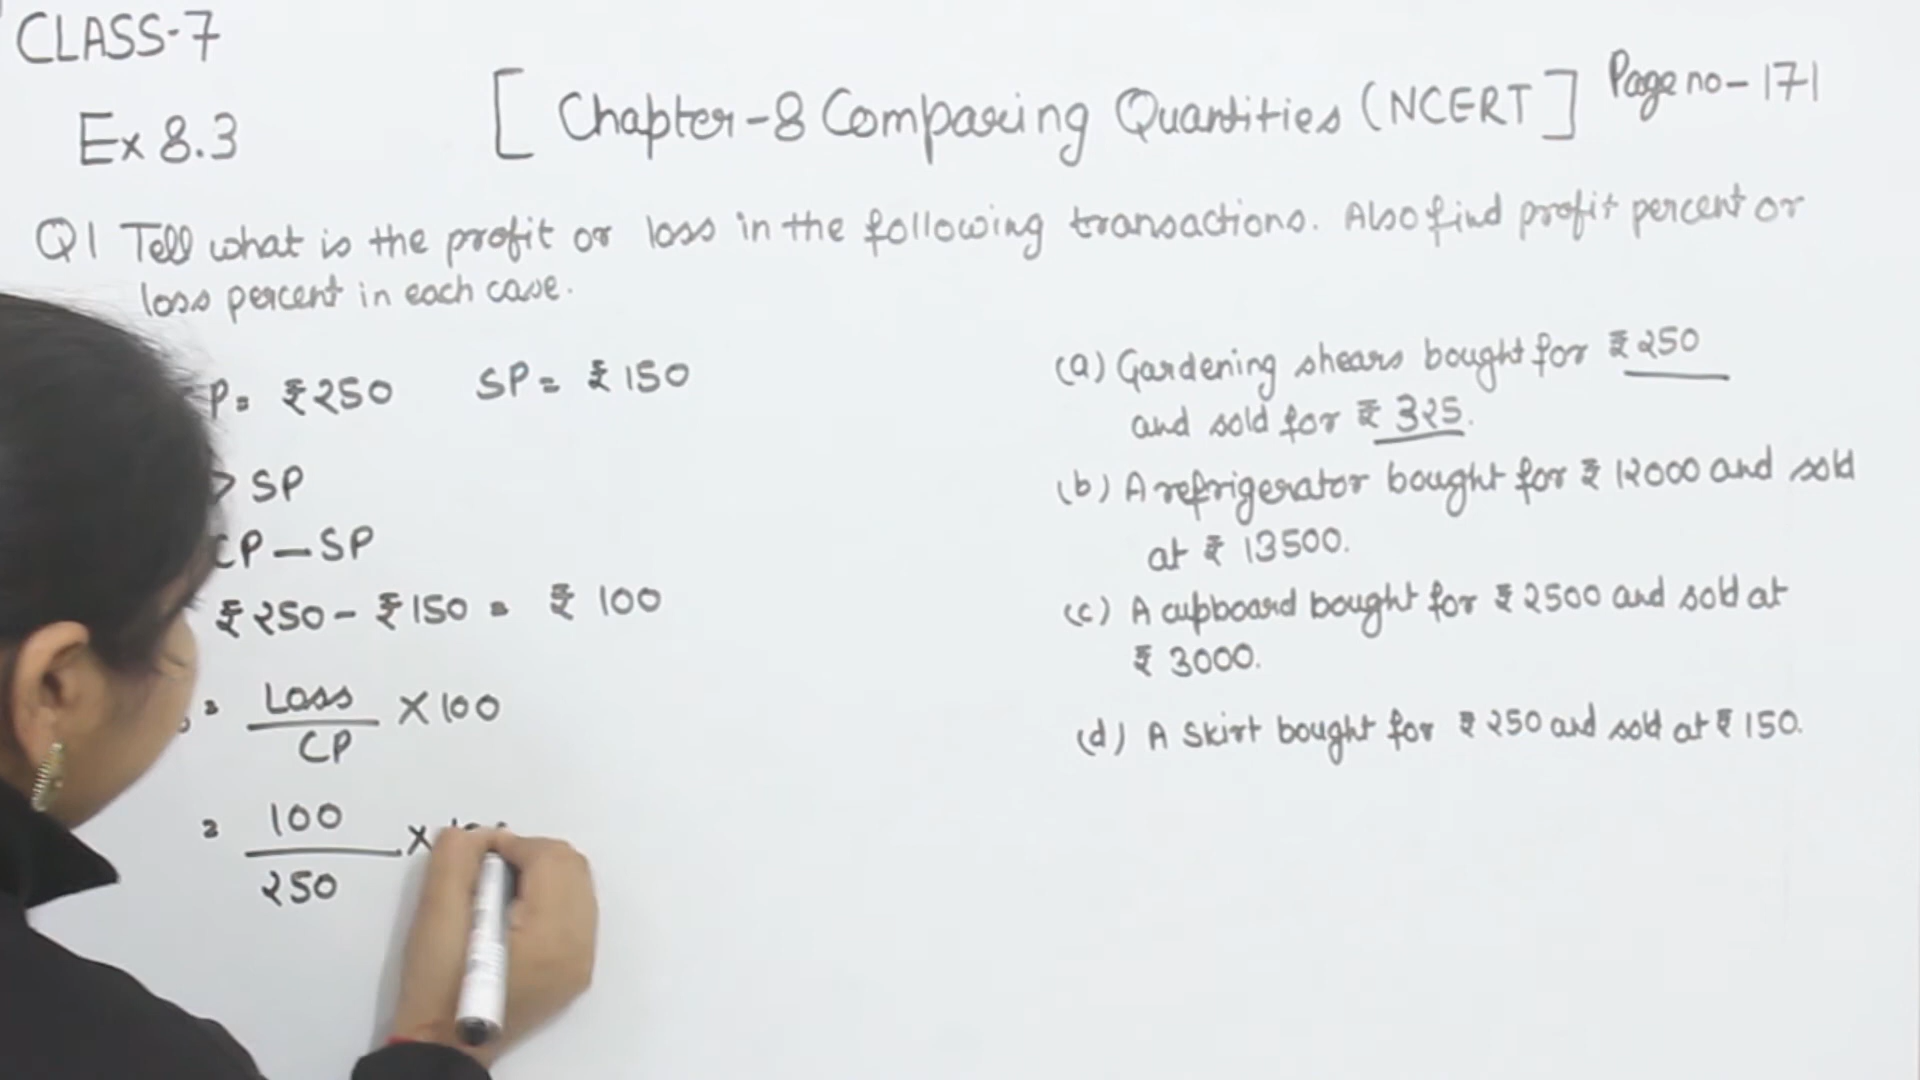 CLASS-7
Ex 8.3
[ Chapter-8 Comparing Quantities (NCERT ] Page no-171
Q1 Tell what is the profit or loss in the following transactions. Also find profit percent or
loss percent in each case.
P = ₹250 SP = ₹150
> SP
CP - SP
₹250 - ₹150 = ₹ 100
= Loss
CP
× 100
= 100
250
×
(a) Gardening shears bought for ₹250
and sold for ₹ 325.
(b) A refrigerator bought for ₹ 12000 and sold
at ₹ 13500.
(c) A cupboard bought for ₹2500 and sold at
₹ 3000.
(d) A Skirt bought for ₹250 and sold at ₹150.